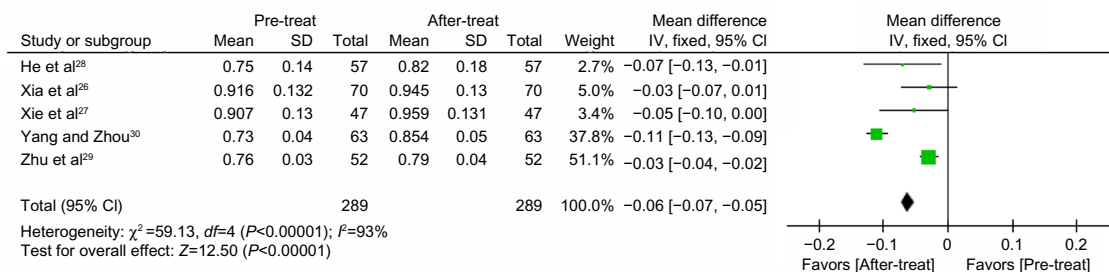 Pre-treat After-treat Mean difference Mean difference
Study or subgroup Mean SD Total Mean SD Total Weight IV, fixed, 95% CI IV, fixed, 95% CI
He et al²⁸ 0.75 0.14 57 0.82 0.18 57 2.7% −0.07 [−0.13, −0.01]
Xia et al²⁶ 0.916 0.132 70 0.945 0.13 70 5.0% −0.03 [−0.07, 0.01]
Xie et al²⁷ 0.907 0.13 47 0.959 0.131 47 3.4% −0.05 [−0.10, 0.00]
Yang and Zhou³⁰ 0.73 0.04 63 0.854 0.05 63 37.8% −0.11 [−0.13, −0.09]
Zhu et al²⁹ 0.76 0.03 52 0.79 0.04 52 51.1% −0.03 [−0.04, −0.02]
Total (95% CI) 289 289 100.0% −0.06 [−0.07, −0.05]
Heterogeneity: χ²=59.13, df=4 (P<0.00001); I²=93%
Test for overall effect: Z=12.50 (P<0.00001)
−0.2 −0.1 0 0.1 0.2
Favors [After-treat] Favors [Pre-treat]